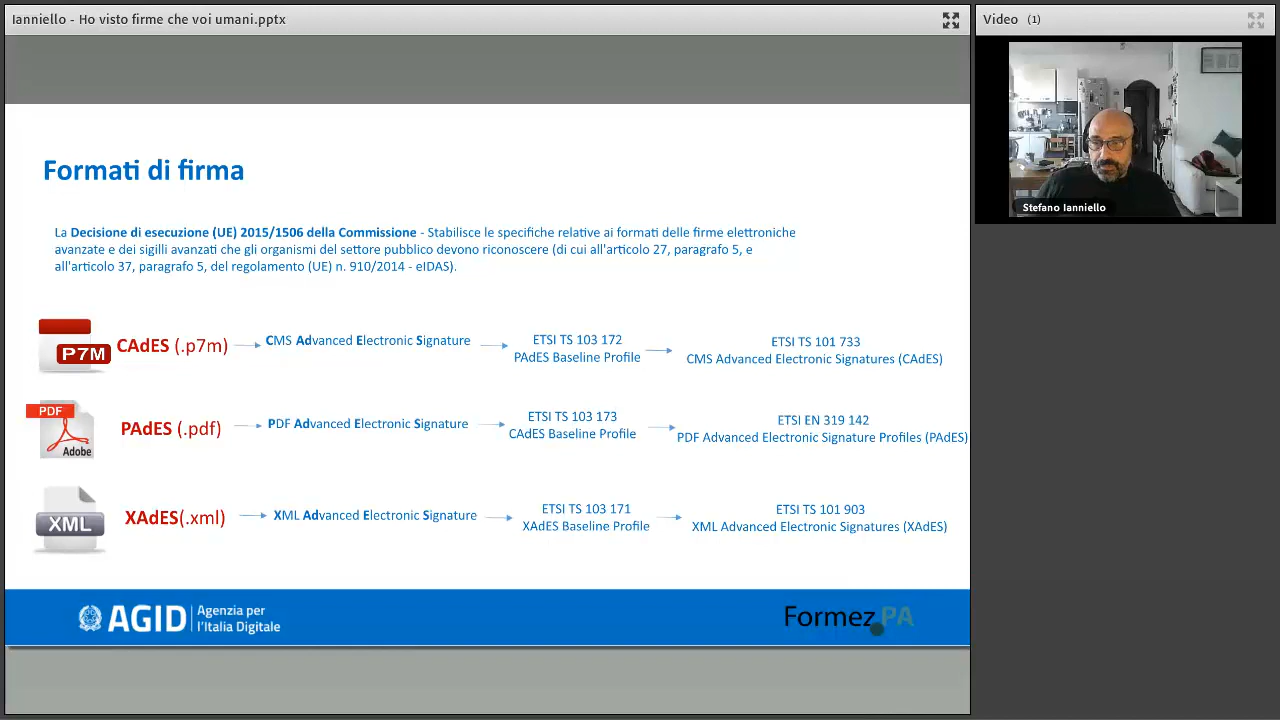 Ianniello - Ho visto firme che voi umani.pptx
Video (1)
Stefano Ianniello
Formati di firma
La Decisione di esecuzione (UE) 2015/1506 della Commissione - Stabilisce le specifiche relative ai formati delle firme elettroniche
avanzate e dei sigilli avanzati che gli organismi del settore pubblico devono riconoscere (di cui all'articolo 27, paragrafo 5, e
all'articolo 37, paragrafo 5, del regolamento (UE) n. 910/2014 - eIDAS).
P7M
CAdES (.p7m)
CMS Advanced Electronic Signature
ETSI TS 103 172
PAdES Baseline Profile
ETSI TS 101 733
CMS Advanced Electronic Signatures (CAdES)
PDF
Adobe
PAdES (.pdf)
PDF Advanced Electronic Signature
ETSI TS 103 173
CAdES Baseline Profile
ETSI EN 319 142
PDF Advanced Electronic Signature Profiles (PAdES)
XML
XAdES(.xml)
XML Advanced Electronic Signature
ETSI TS 103 171
XAdES Baseline Profile
ETSI TS 101 903
XML Advanced Electronic Signatures (XAdES)
AGID
Agenzia per
l'Italia Digitale
Formez PA